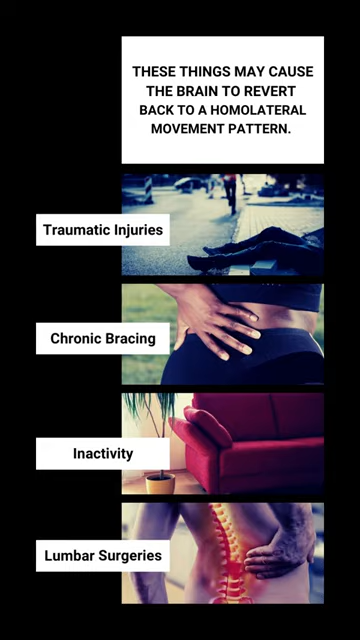 THESE THINGS MAY CAUSE
THE BRAIN TO REVERT
BACK TO A HOMOLATERAL
MOVEMENT PATTERN.
Traumatic Injuries
Chronic Bracing
Inactivity
Lumbar Surgeries